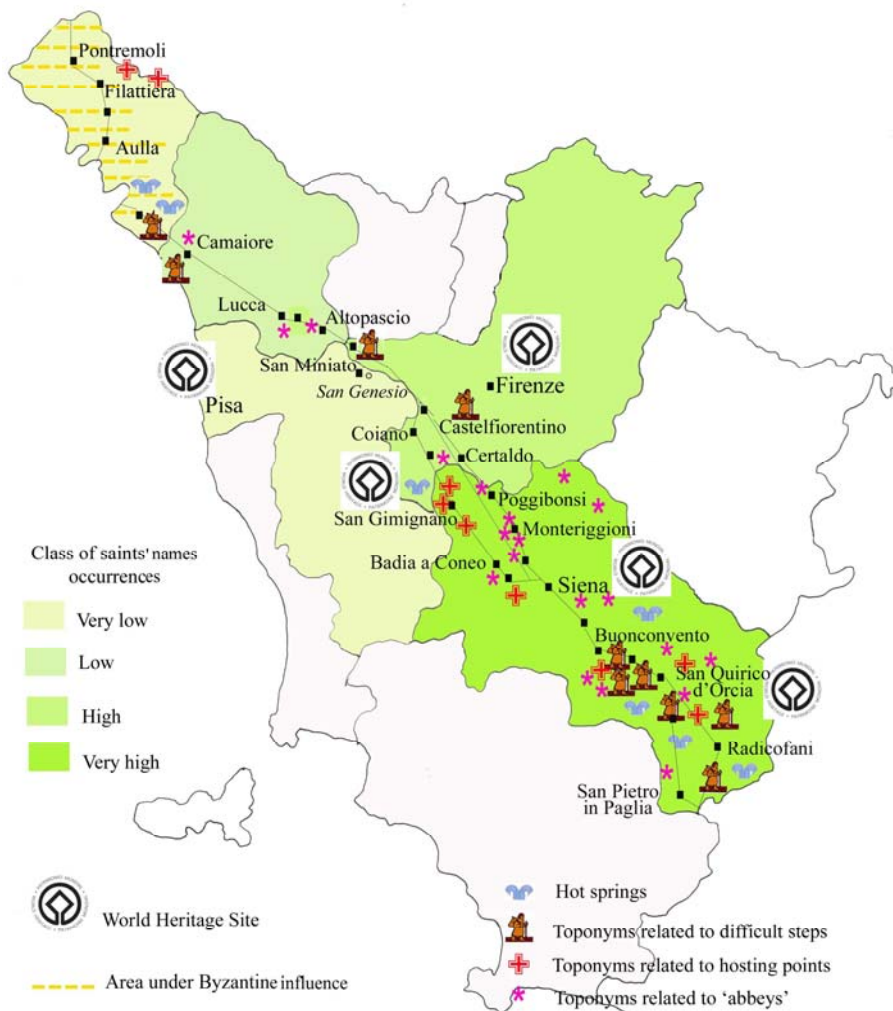 Pontremoli
Filattiera
Aulla
Camaiore
Lucca
Altopascio
San Miniato
San Genesio
Firenze
Pisa
Castelfiorentino
Coiano
Certaldo
Poggibonsi
San Gimignano
Monteriggioni
Badia a Coneo
Siena
Buonconvento
San Quirico
d'Orcia
Radicofani
San Pietro
in Paglia
Class of saints' names
occurrences
Very low
Low
High
Very high
World Heritage Site
Area under Byzantine influence
Hot springs
Toponyms related to difficult steps
Toponyms related to hosting points
Toponyms related to 'abbeys'